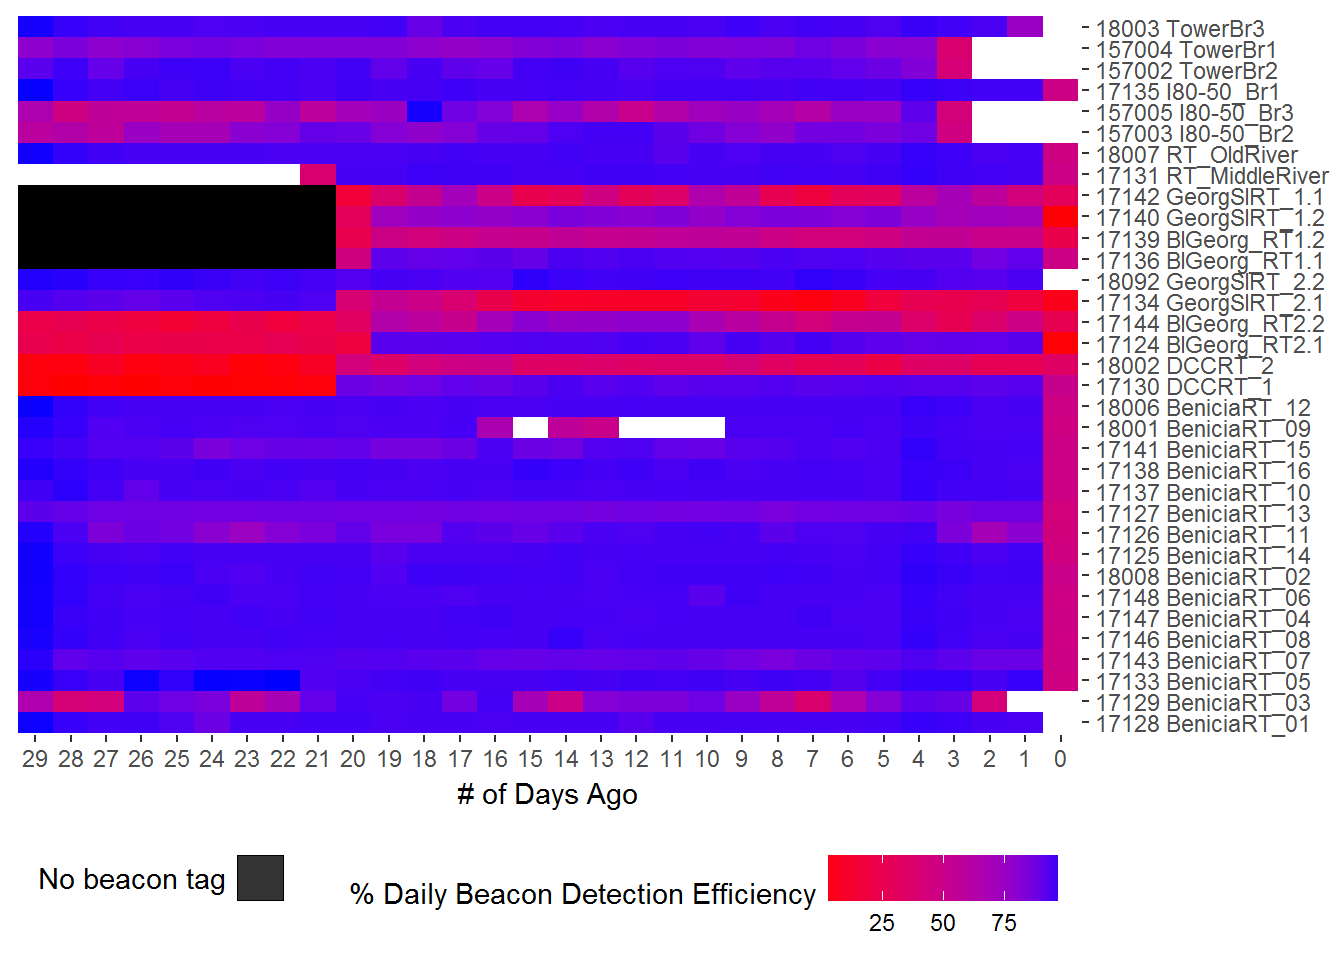 18003 TowerBr3
157004 TowerBr1
157002 TowerBr2
17135 I80-50_Br1
157005 I80-50_Br3
157003 I80-50_Br2
18007 RT_OldRiver
17131 RT_MiddleRiver
17142 GeorgSlRT_1.1
17140 GeorgSlRT_1.2
17139 BlGeorg_RT1.2
17136 BlGeorg_RT1.1
18092 GeorgSlRT_2.2
17134 GeorgSlRT_2.1
17144 BlGeorg_RT2.2
17124 BlGeorg_RT2.1
18002 DCCRT_2
17130 DCCRT_1
18006 BeniciaRT_12
18001 BeniciaRT_09
17141 BeniciaRT_15
17138 BeniciaRT_16
17137 BeniciaRT_10
17127 BeniciaRT_13
17126 BeniciaRT_11
17125 BeniciaRT_14
18008 BeniciaRT_02
17148 BeniciaRT_06
17147 BeniciaRT_04
17146 BeniciaRT_08
17143 BeniciaRT_07
17133 BeniciaRT_05
17129 BeniciaRT_03
17128 BeniciaRT_01
29 28 27 26 25 24 23 22 21 20 19 18 17 16 15 14 13 12 11 10 9 8 7 6 5 4 3 2 1 0
# of Days Ago
No beacon tag
% Daily Beacon Detection Efficiency
25 50 75